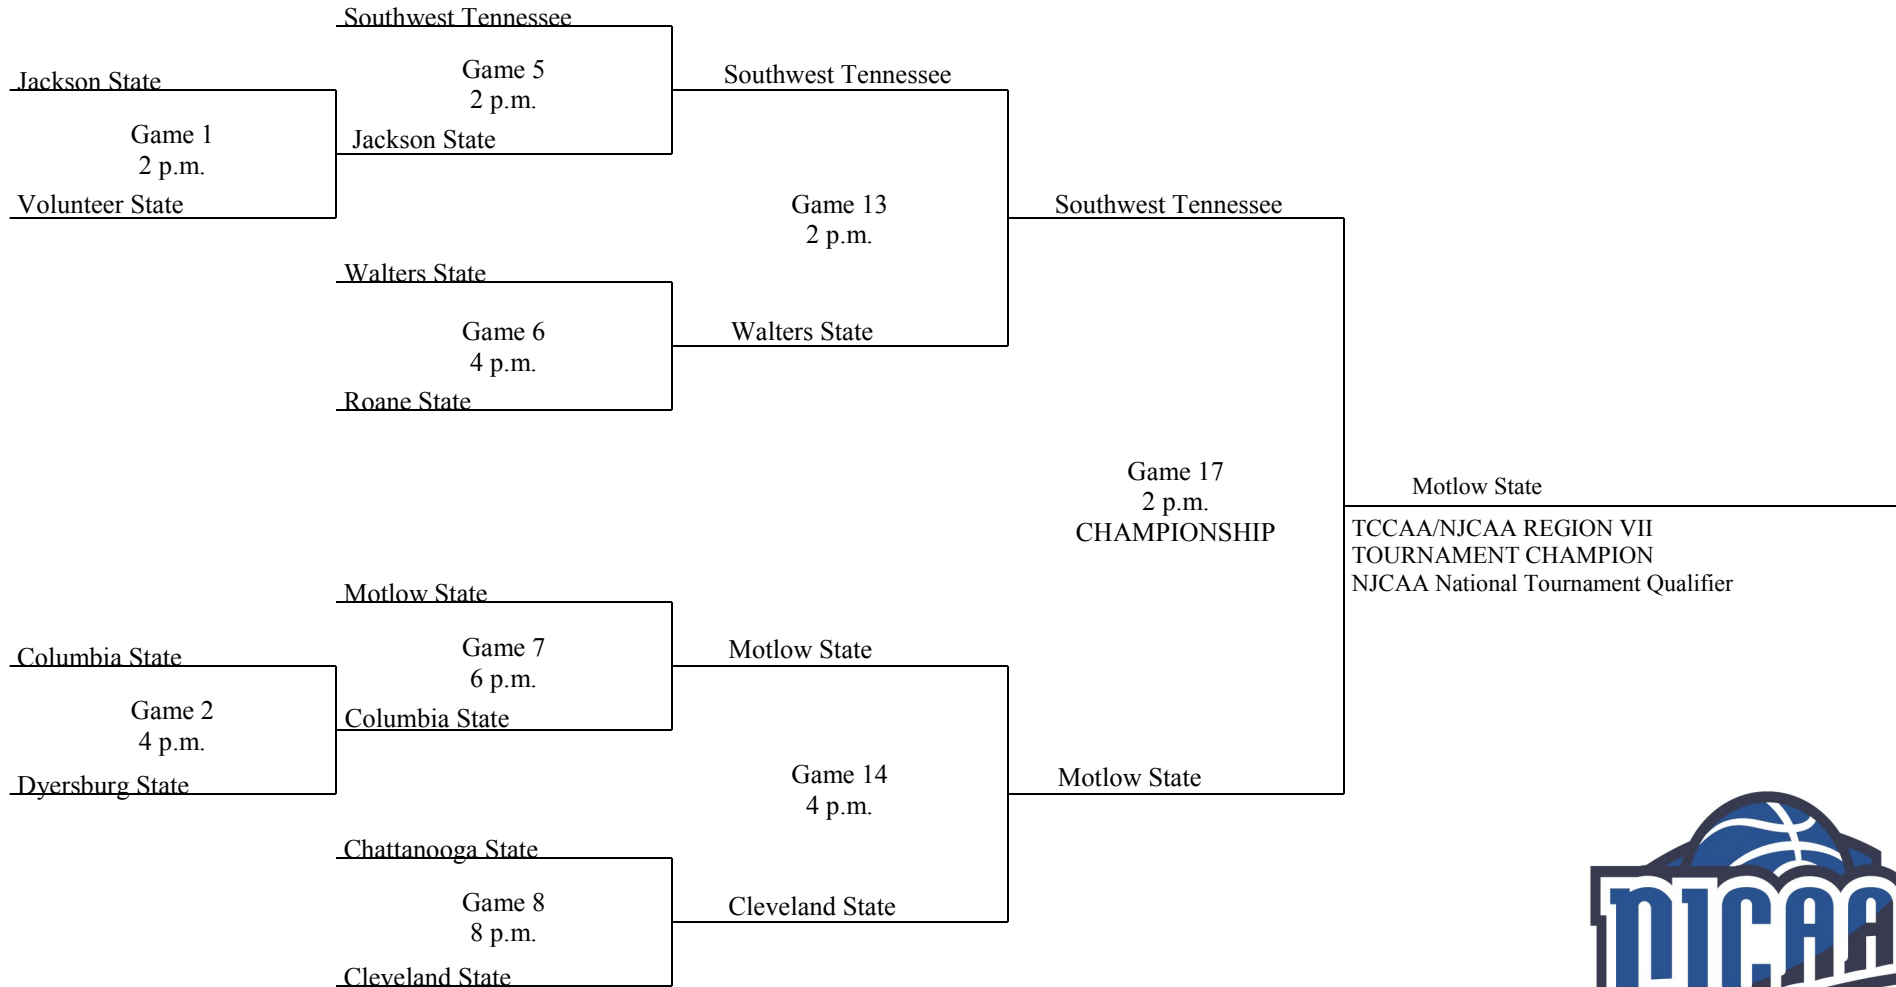 Southwest Tennessee
Jackson State
Game 5
2 p.m.
Southwest Tennessee
Game 1
2 p.m.
Jackson State
Volunteer State
Game 13
2 p.m.
Southwest Tennessee
Walters State
Game 6
4 p.m.
Walters State
Roane State
Game 17
2 p.m.
CHAMPIONSHIP
Motlow State
TCCAA/NJCAA REGION VII
TOURNAMENT CHAMPION
NJCAA National Tournament Qualifier
Motlow State
Columbia State
Game 7
6 p.m.
Motlow State
Game 2
4 p.m.
Columbia State
Dyersburg State
Game 14
4 p.m.
Motlow State
Chattanooga State
Game 8
8 p.m.
Cleveland State
Cleveland State
NJCAA